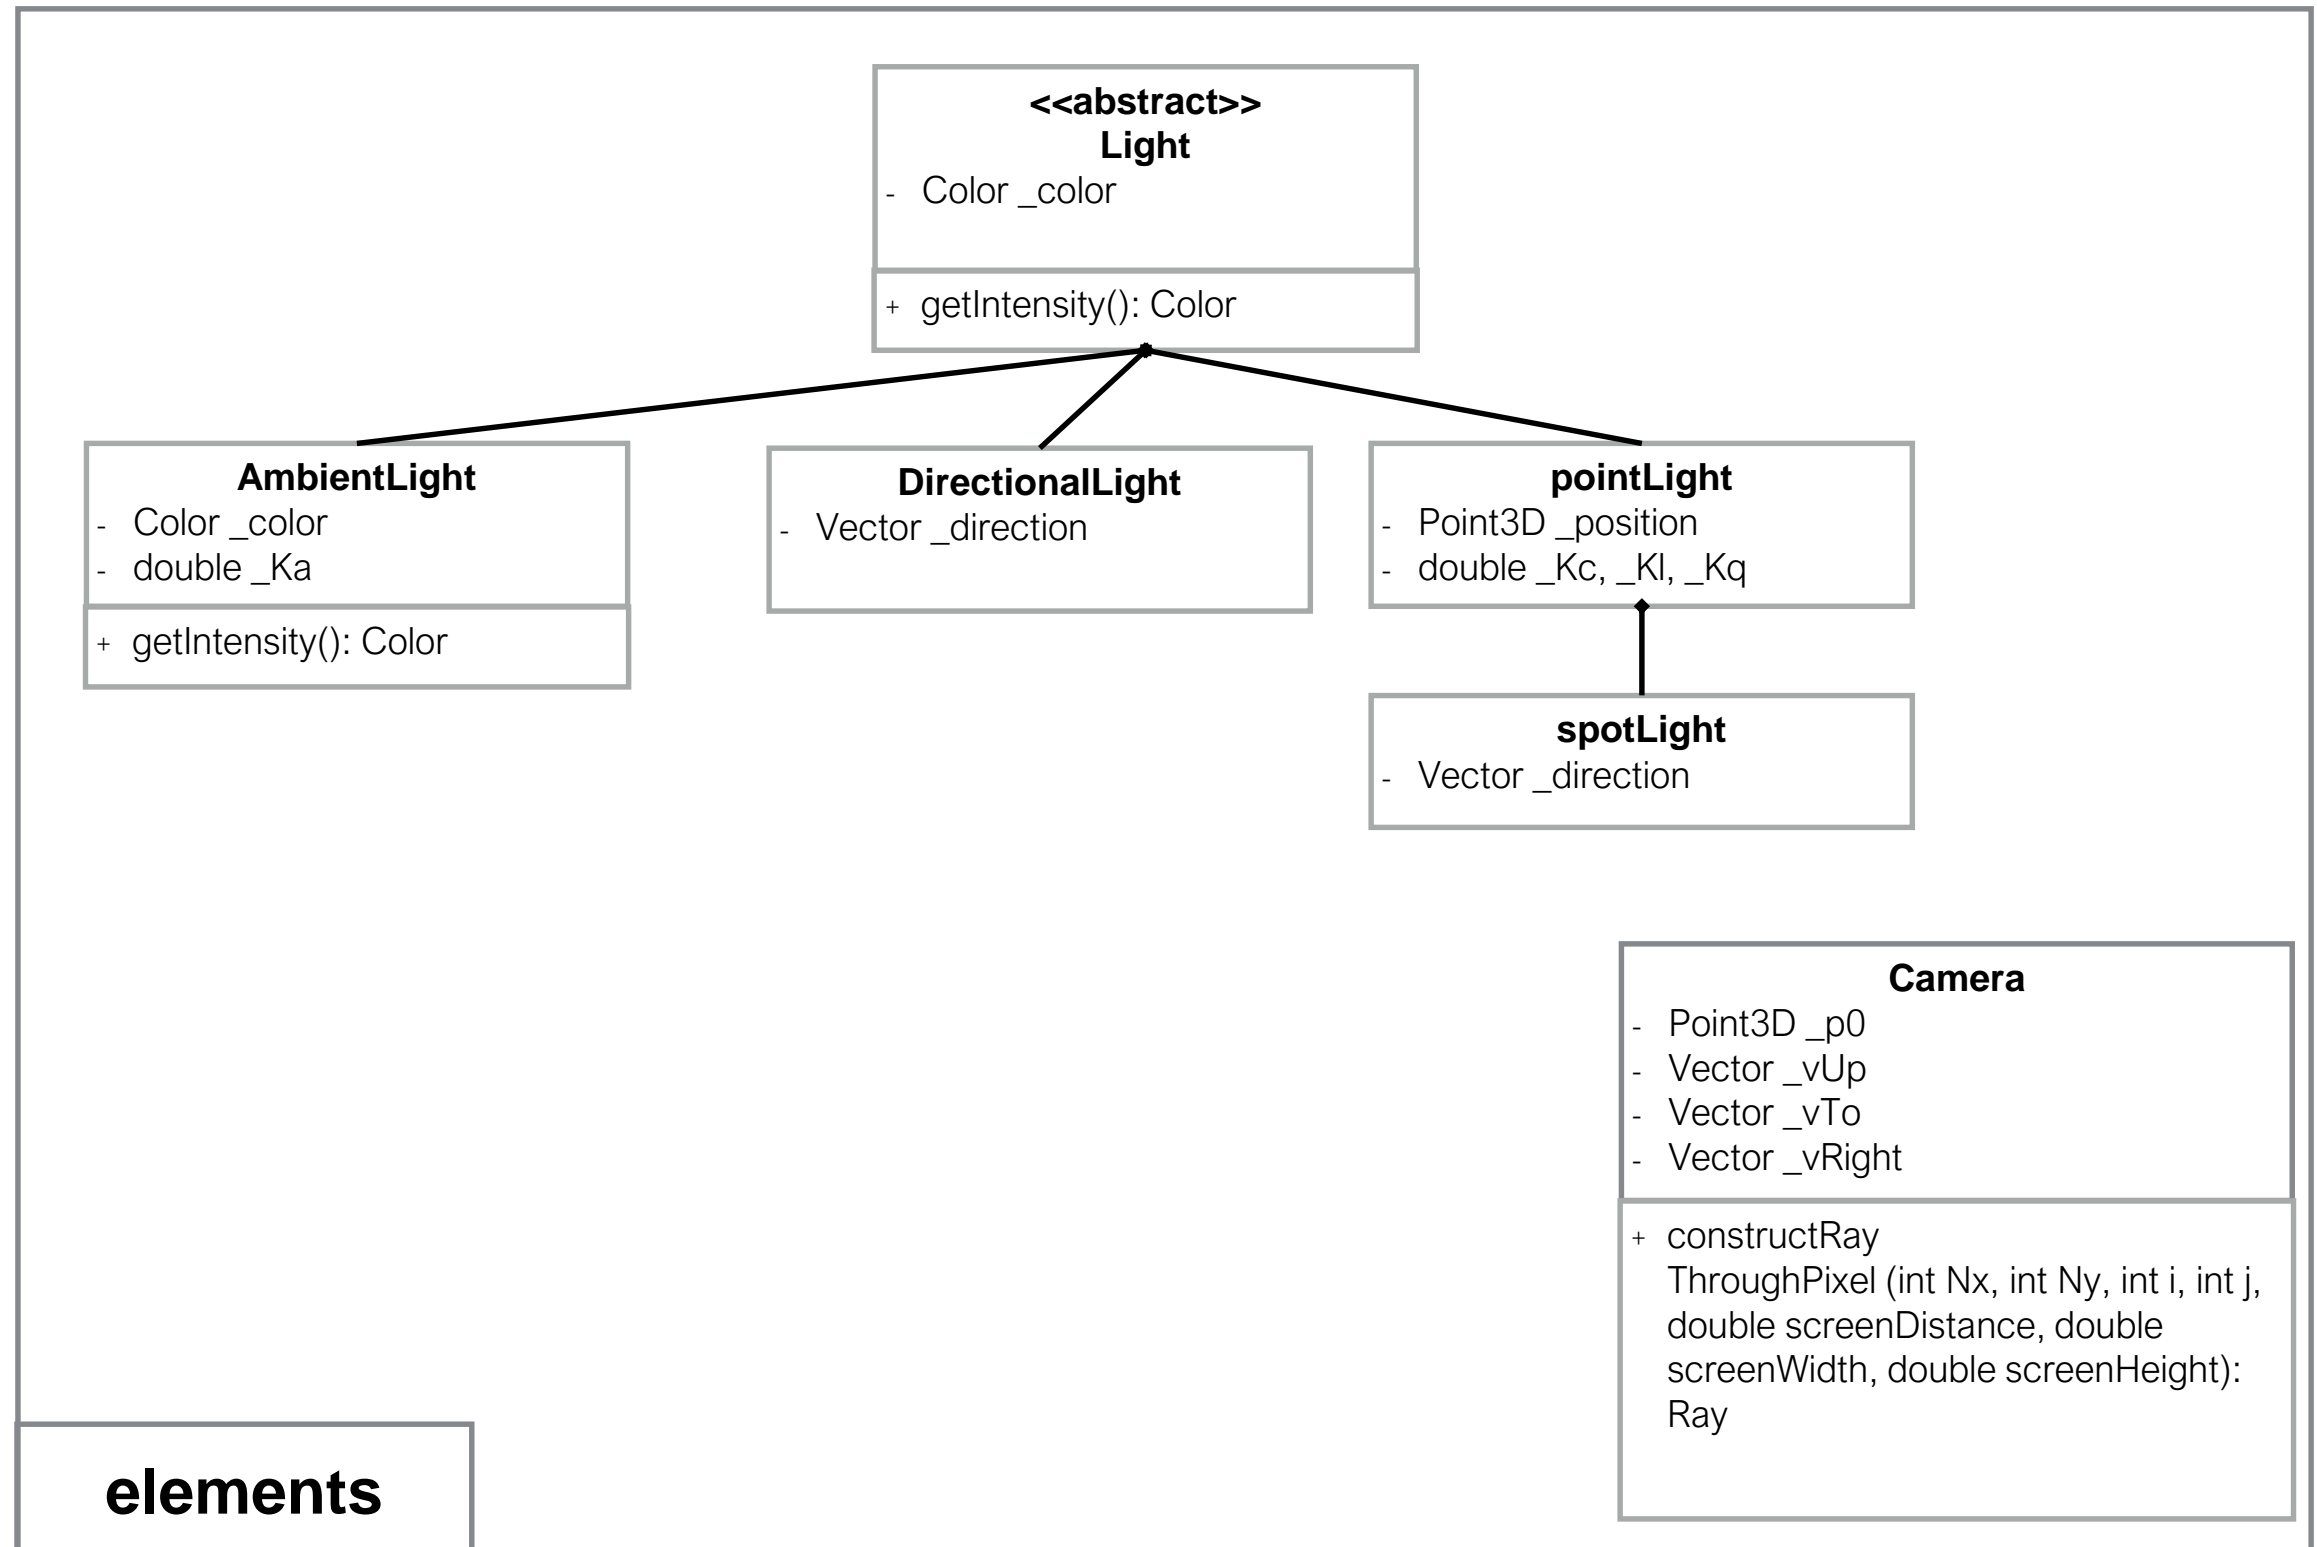 <<abstract>>
Light
- Color _color
+ getIntensity(): Color
AmbientLight
- Color _color
- double _Ka
+ getIntensity(): Color
DirectionalLight
- Vector _direction
pointLight
- Point3D _position
- double _Kc, _Kl, _Kq
spotLight
- Vector _direction
Camera
- Point3D _p0
- Vector _vUp
- Vector _vTo
- Vector _vRight
+ constructRay
ThroughPixel (int Nx, int Ny, int i, int j,
double screenDistance, double
screenWidth, double screenHeight):
Ray
elements